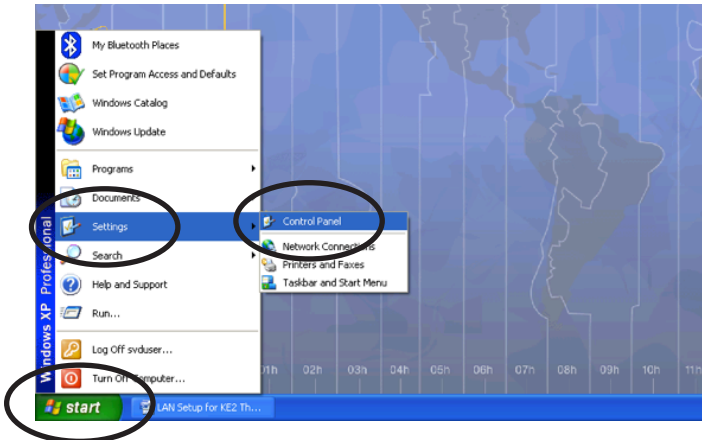 My Bluetooth Places
Set Program Access and Defaults
Windows Catalog
Windows Update
Programs
Documents
Settings
Search
Help and Support
Run...
Log Off svduser...
Turn Off Computer...
Windows XP Professional
Control Panel
Network Connections
Printers and Faxes
Taskbar and Start Menu
01h 02h 03h 04h 05h 06h 07h 08h 09h 10h 11h
start
LAN Setup for KE2 Th...